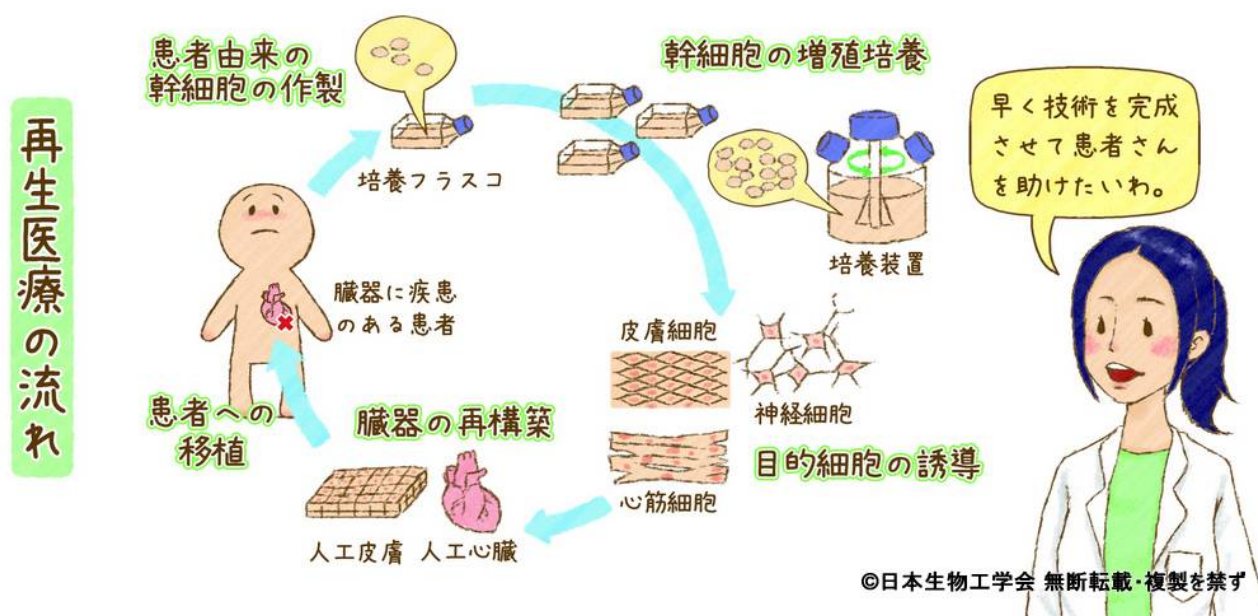 再生医療の流れ
患者由来の
幹細胞の作製
培養フラスコ
幹細胞の増殖培養
培養装置
早く技術を完成
させて患者さん
を助けたいわ。
臓器に疾患
のある患者
皮膚細胞
神経細胞
心筋細胞
目的細胞の誘導
臓器の再構築
人工皮膚 人工心臓
患者への
移植
©日本生物工学会 無断転載・複製を禁ず